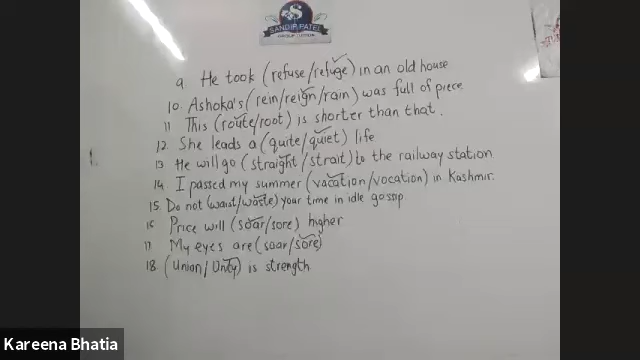 SANDIP PATEL
9. He took (refuse/refuge) in an old house
10. Ashoka's (rein/reign/rain) was full of piece
11 This (route/root) is shorter than that.
12. She leads a (quite/quiet) life
13. He will go (straight/strait) to the railway station
14. I passed my summer (vacation/vocation) in Kashmir.
15. Do not (waist/waste) your time in idle gossip
16 Price will (soar/sore) higher
17 My eyes are (soar/sore)
18. (Union/Unity) is strength
Kareena Bhatia